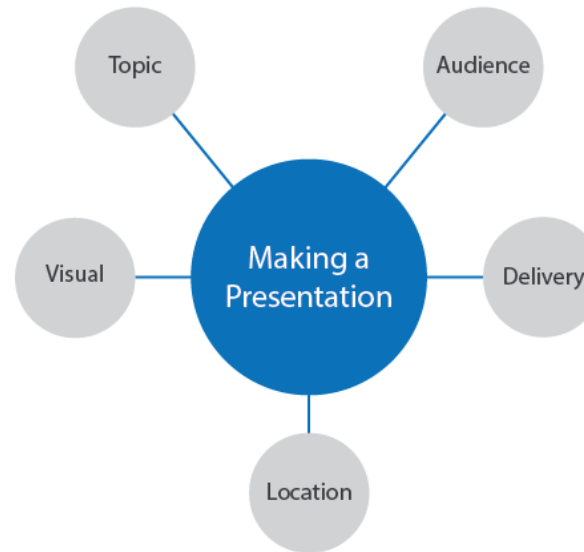 Topic
Audience
Making a
Presentation
Visual
Delivery
Location